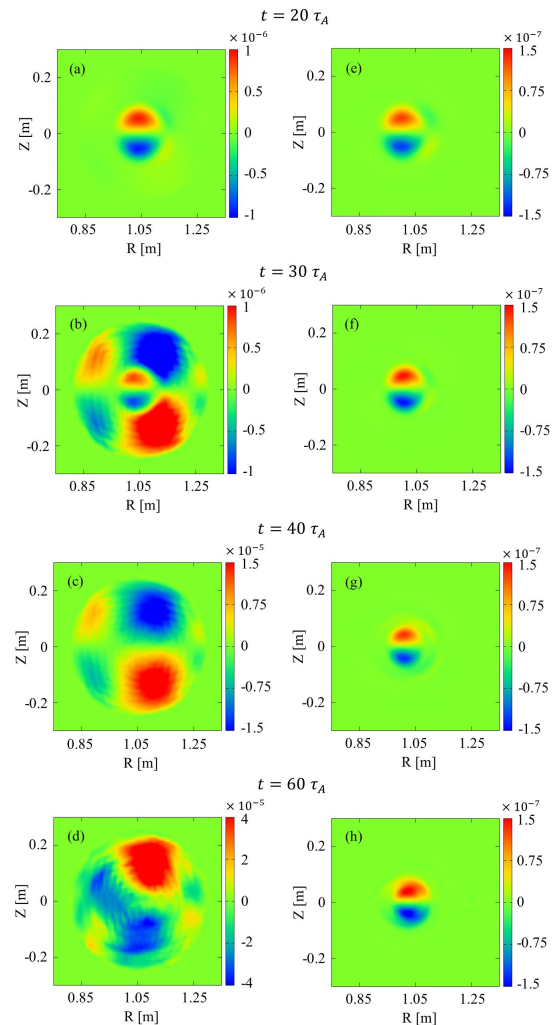 t = 20 τ_A
× 10⁻⁶
× 10⁻⁷
(a)
(e)
Z [m]
0.2
0
-0.2
1
0.5
0
-0.5
-1
Z [m]
0.2
0
-0.2
1.5
0.75
0
-0.75
-1.5
0.85 1.05 1.25
0.85 1.05 1.25
R [m]
R [m]
t = 30 τ_A
× 10⁻⁶
× 10⁻⁷
(b)
(f)
Z [m]
0.2
0
-0.2
1
0.5
0
-0.5
-1
Z [m]
0.2
0
-0.2
1.5
0.75
0
-0.75
-1.5
0.85 1.05 1.25
0.85 1.05 1.25
R [m]
R [m]
t = 40 τ_A
× 10⁻⁵
× 10⁻⁷
(c)
(g)
Z [m]
0.2
0
-0.2
1.5
0.75
0
-0.75
-1.5
Z [m]
0.2
0
-0.2
1.5
0.75
0
-0.75
-1.5
0.85 1.05 1.25
0.85 1.05 1.25
R [m]
R [m]
t = 60 τ_A
× 10⁻⁵
× 10⁻⁷
(d)
(h)
Z [m]
0.2
0
-0.2
4
2
0
-2
-4
Z [m]
0.2
0
-0.2
1.5
0.75
0
-0.75
-1.5
0.85 1.05 1.25
0.85 1.05 1.25
R [m]
R [m]